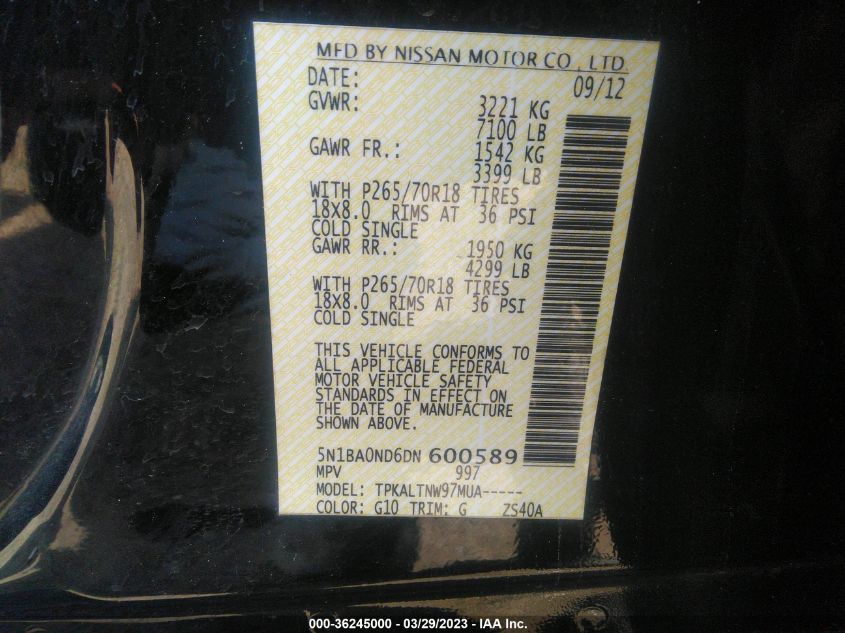 MFD BY NISSAN MOTOR CO., LTD.
DATE: 09/12
GVWR: 3221 KG
7100 LB
GAWR FR.: 1542 KG
3399 LB
WITH P265/70R18 TIRES
18X8.0 RIMS AT 36 PSI
COLD SINGLE
GAWR RR.: 1950 KG
4299 LB
WITH P265/70R18 TIRES
18X8.0 RIMS AT 36 PSI
COLD SINGLE
THIS VEHICLE CONFORMS TO
ALL APPLICABLE FEDERAL
MOTOR VEHICLE SAFETY
STANDARDS IN EFFECT ON
THE DATE OF MANUFACTURE
SHOWN ABOVE.
5N1BA0ND6DN 600589
MPV 997
MODEL: TPKALTNW97MUA-----
COLOR: G10 TRIM: G ZS40A
000-36245000 - 03/29/2023 - IAA Inc.